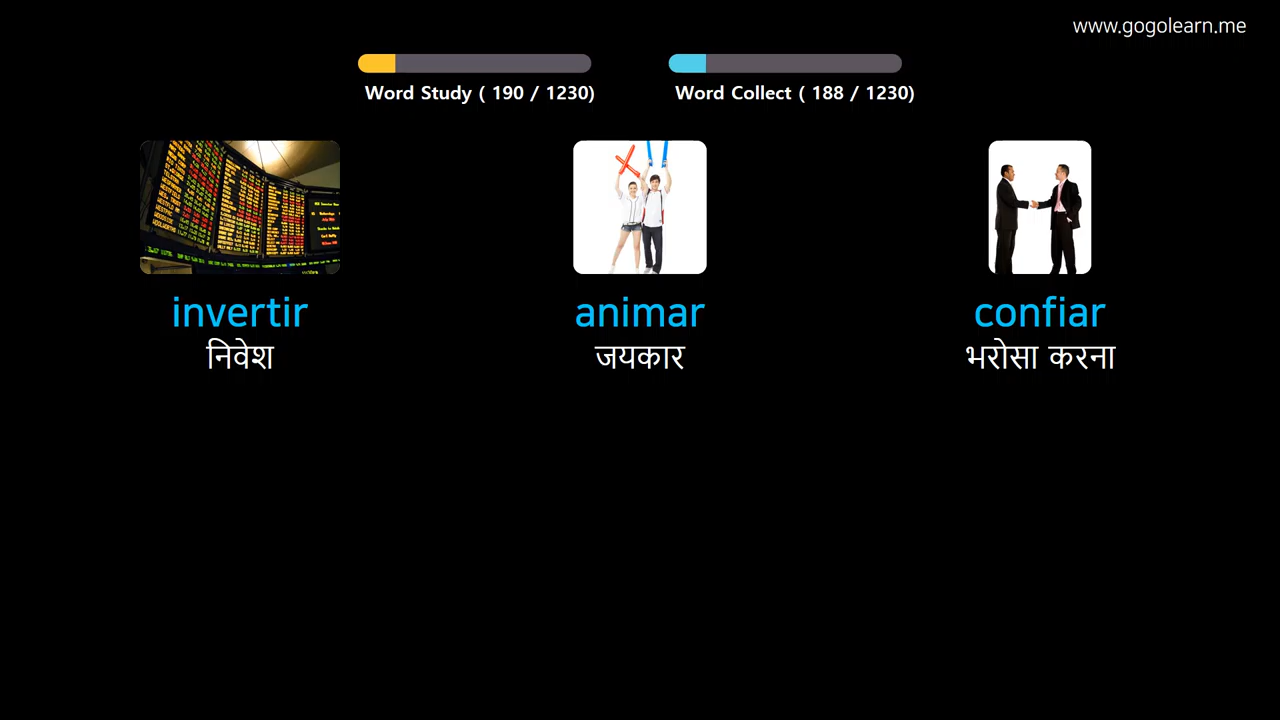 www.gogolearn.me
Word Study ( 190 / 1230)
Word Collect ( 188 / 1230)
invertir
निवेश
animar
जयकार
confiar
भरोसा करना